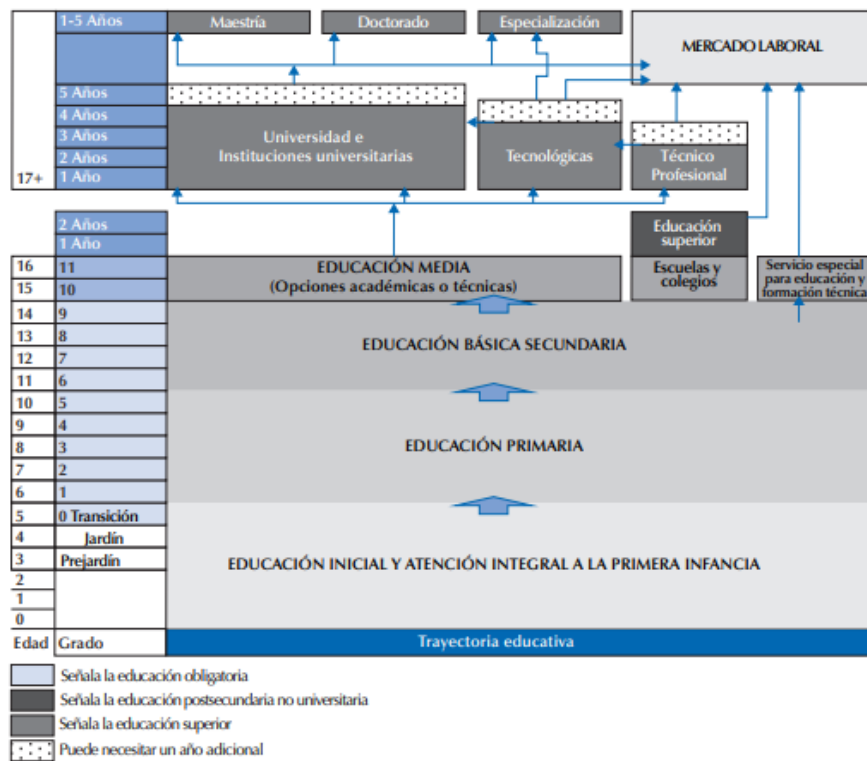 1-5 Años
Maestría
Doctorado
Especialización
MERCADO LABORAL
5 Años
4 Años
3 Años
2 Años
1 Año
17+
Universidad e
Instituciones universitarias
Tecnológicas
Técnico
Profesional
2 Años
1 Año
Educación
superior
16 11
15 10
EDUCACIÓN MEDIA
(Opciones académicas o técnicas)
Escuelas y
colegios
Servicio especial
para educación y
formación técnica
14 9
13 8
12 7
11 6
EDUCACIÓN BÁSICA SECUNDARIA
10 5
9 4
8 3
7 2
6 1
EDUCACIÓN PRIMARIA
5 0 Transición
4 Jardín
3 Prejardín
2
1
0
EDUCACIÓN INICIAL Y ATENCIÓN INTEGRAL A LA PRIMERA INFANCIA
Edad Grado Trayectoria educativa
Señala la educación obligatoria
Señala la educación postsecundaria no universitaria
Señala la educación superior
Puede necesitar un año adicional